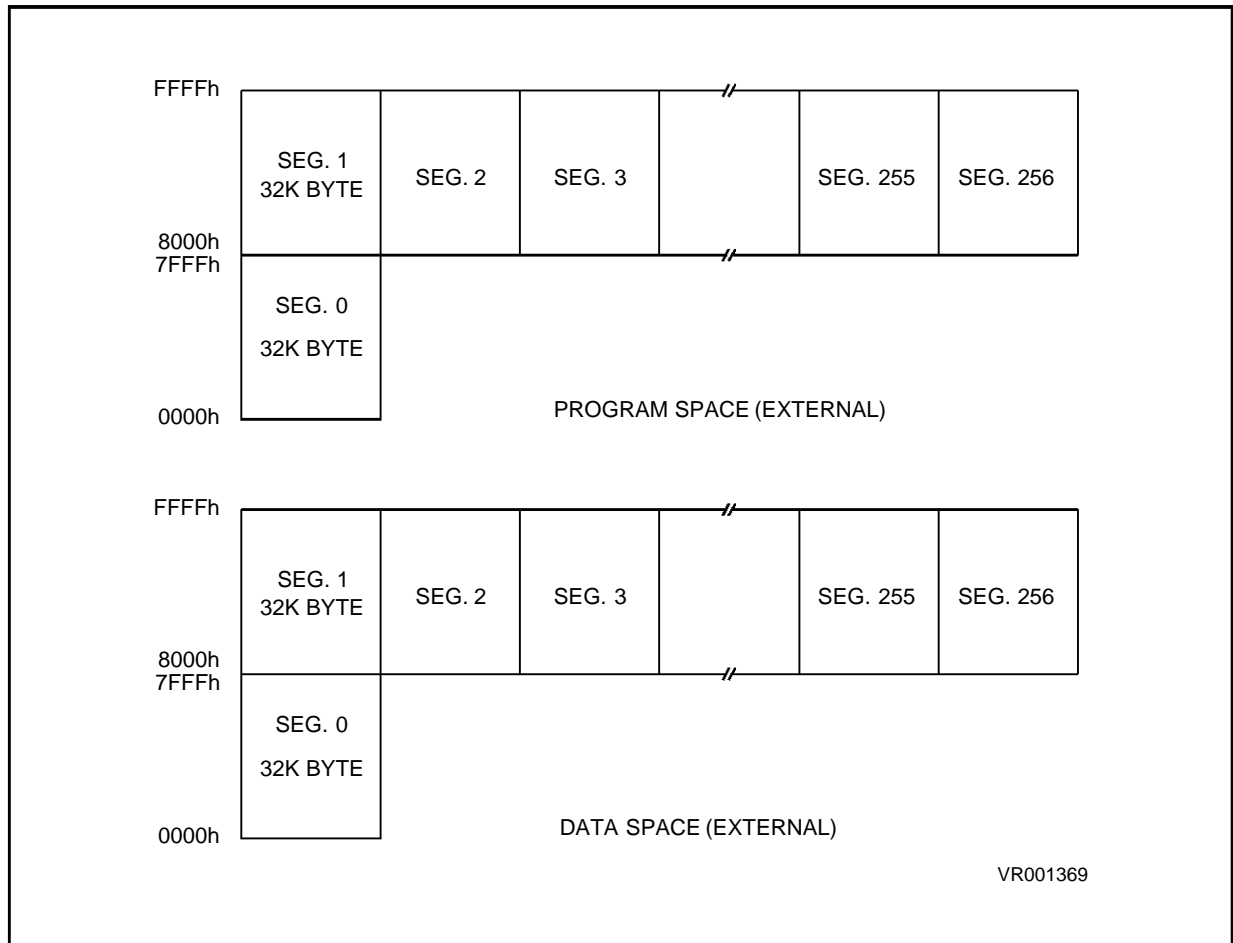 FFFFh
SEG. 1
32K BYTE
SEG. 2
SEG. 3
SEG. 255
SEG. 256
8000h
7FFFh
SEG. 0
32K BYTE
0000h
PROGRAM SPACE (EXTERNAL)
FFFFh
SEG. 1
32K BYTE
SEG. 2
SEG. 3
SEG. 255
SEG. 256
8000h
7FFFh
SEG. 0
32K BYTE
0000h
DATA SPACE (EXTERNAL)
VR001369